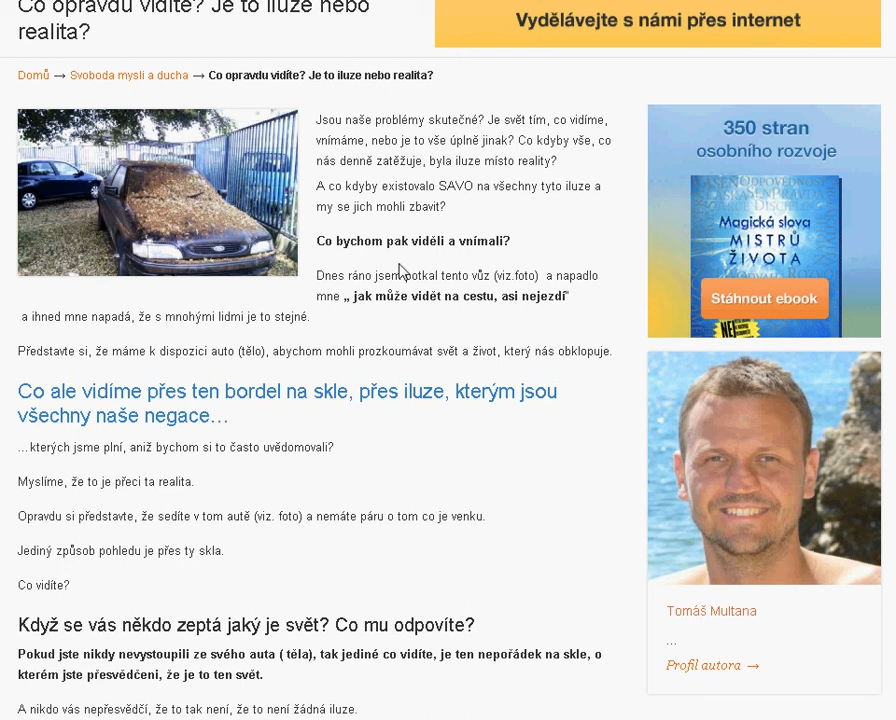 Co opravdu vidíte? Je to iluze nebo
realita?
Vydělávejte s námi přes internet
Domů → Svoboda mysli a ducha → Co opravdu vidíte? Je to iluze nebo realita?
Jsou naše problémy skutečné? Je svět tím, co vidíme,
vnímáme, nebo je to vše úplně jinak? Co kdyby vše, co
nás denně zatěžuje, byla iluze místo reality?
A co kdyby existovalo SAVO na všechny tyto iluze a
my se jich mohli zbavit?
Co bychom pak viděli a vnímali?
Dnes ráno jsem potkal tento vůz (viz.foto) a napadlo
mne „ jak může vidět na cestu, asi nejezdí"
a ihned mne napadá, že s mnohými lidmi je to stejné.
Představte si, že máme k dispozici auto (tělo), abychom mohli prozkoumávat svět a život, který nás obklopuje.
Co ale vidíme přes ten bordel na skle, přes iluze, kterým jsou
všechny naše negace…
…kterých jsme plní, aniž bychom si to často uvědomovali?
Myslíme, že to je přeci ta realita.
Opravdu si představte, že sedíte v tom autě (viz. foto) a nemáte páru o tom co je venku.
Jediný způsob pohledu je přes ty skla.
Co vidíte?
Když se vás někdo zeptá jaký je svět? Co mu odpovíte?
Pokud jste nikdy nevystoupili ze svého auta ( těla), tak jediné co vidíte, je ten nepořádek na skle, o
kterém jste přesvědčeni, že je to ten svět.
A nikdo vás nepřesvědčí, že to tak není, že to není žádná iluze.
350 stran
osobního rozvoje
Magická slova
MISTRŮ
ŽIVOTA
Stáhnout ebook
Tomáš Multana
...
Profil autora →